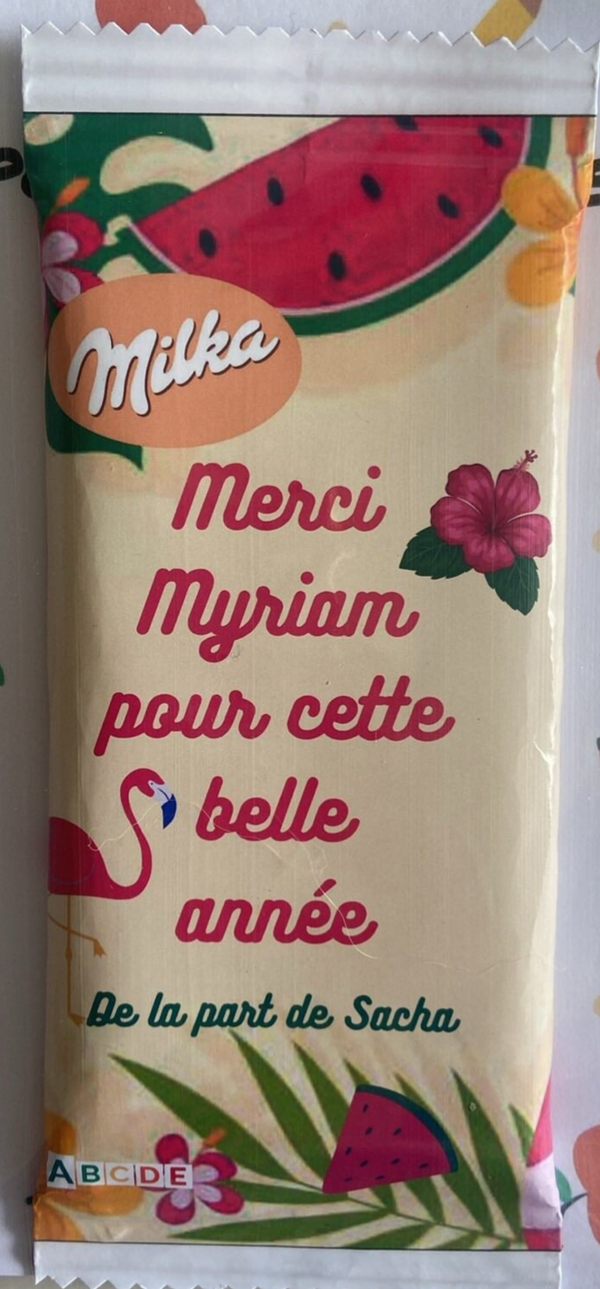 Milka
Merci
Myriam
pour cette
belle
année
De la part de Sacha
ABCDE